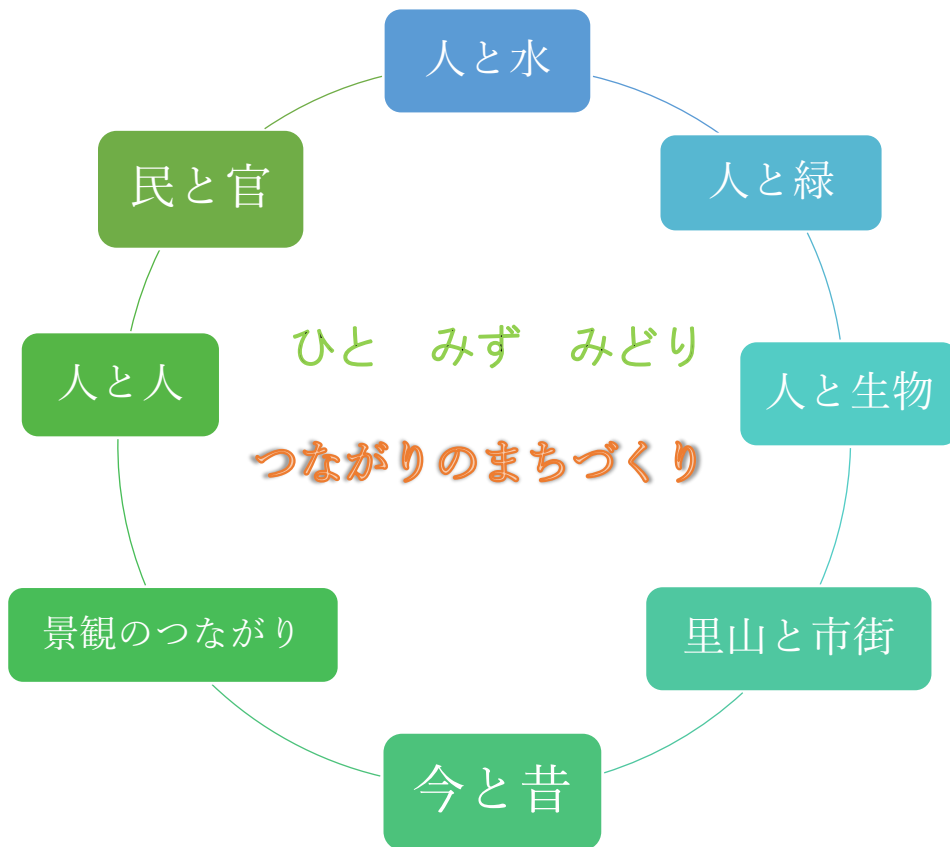 人と水
人と緑
人と生物
里山と市街
今と昔
景観のつながり
人と人
民と官
ひと　みず　みどり
つながりのまちづくり